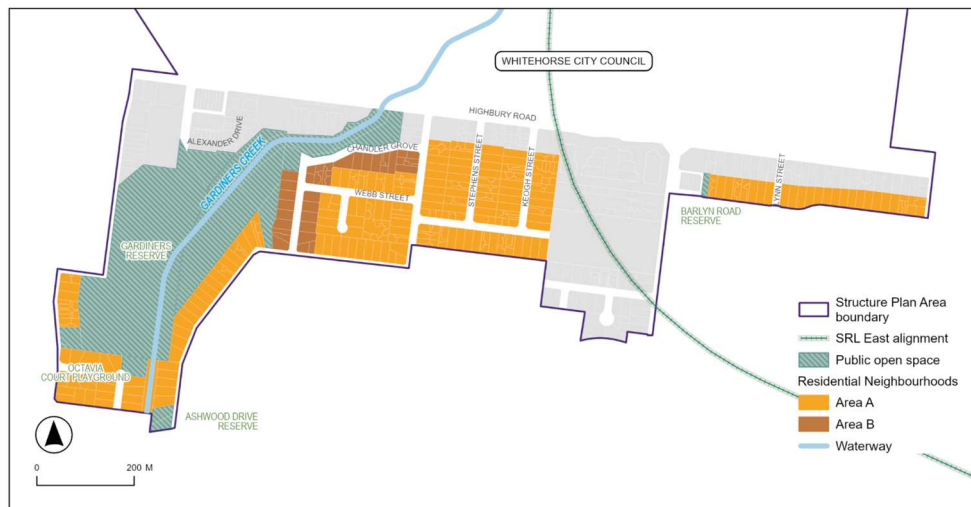 WHITEHORSE CITY COUNCIL
HIGHBURY ROAD
ALEXANDER DRIVE
CHANDLER GROVE
GARDINERS CREEK
STEPHENS STREET
KEOGH STREET
LYNN STREET
WEBB STREET
BARLYN ROAD
RESERVE
GARDINERS
RESERVE
OCTAVIA
COURT PLAYGROUND
ASHWOOD DRIVE
RESERVE
0 200 M
Structure Plan Area
boundary
SRL East alignment
Public open space
Residential Neighbourhoods
Area A
Area B
Waterway